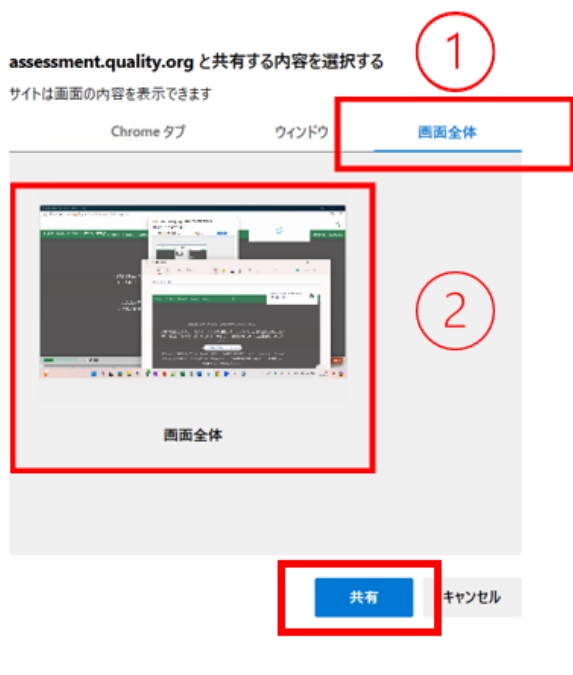 1
assessment.quality.org と共有する内容を選択する
サイトは画面の内容を表示できます
Chrome タブ ウィンドウ 画面全体
2
画面全体
共有 キャンセル